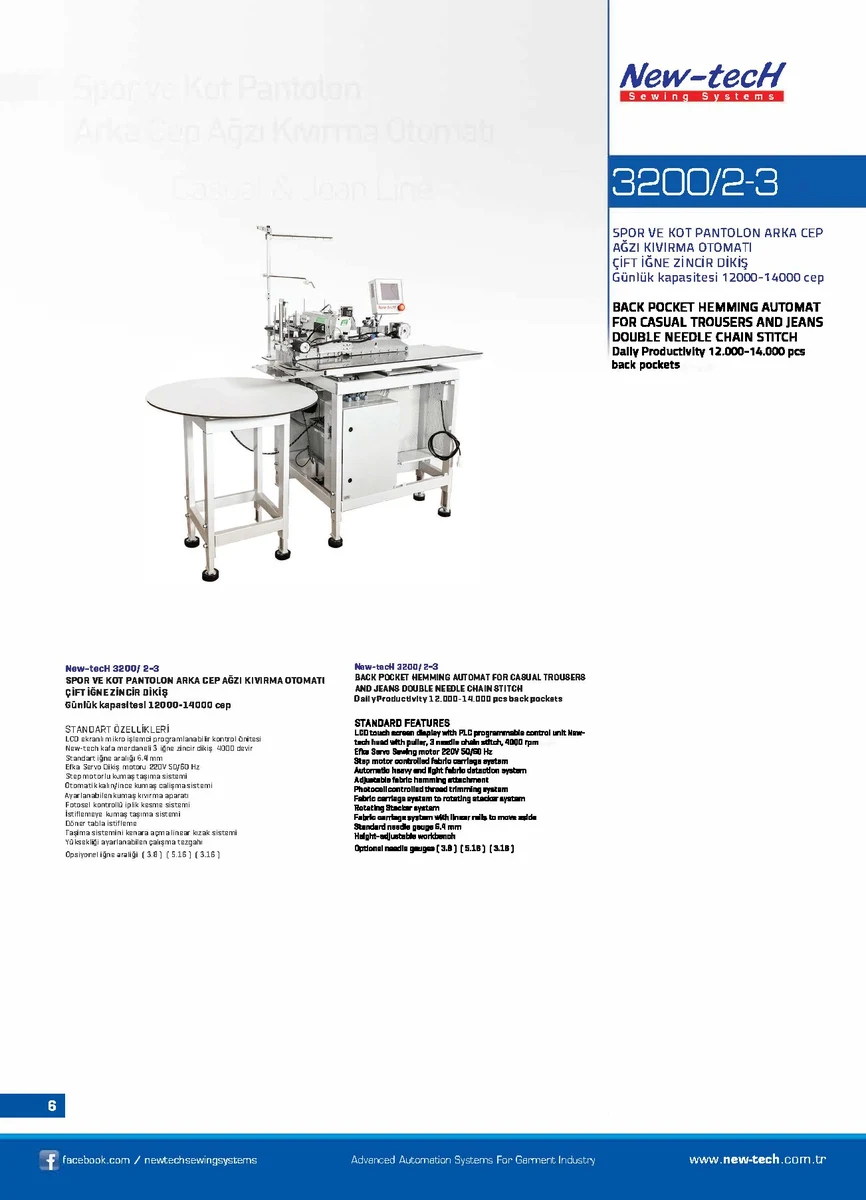 Spor ve Kot Pantolon
Arka Cep Ağzı Kıvırma Otomatı
Casual & Jean Line
New-tecH
Sewing Systems
3200/2-3
SPOR VE KOT PANTOLON ARKA CEP
AĞZI KIVIRMA OTOMATI
ÇİFT İĞNE ZİNCİR DİKİŞ
Günlük kapasitesi 12000-14000 cep
BACK POCKET HEMMING AUTOMAT
FOR CASUAL TROUSERS AND JEANS
DOUBLE NEEDLE CHAIN STITCH
Daily Productivity 12.000-14.000 pcs
back pockets
New-tecH 3200/ 2-3
SPOR VE KOT PANTOLON ARKA CEP AĞZI KIVIRMA OTOMATI
ÇİFT İĞNE ZİNCİR DİKİŞ
Günlük kapasitesi 12000-14000 cep
STANDART ÖZELLİKLERİ
LCD ekranlı mikro işlemci programlanabilir kontrol ünitesi
New-tech kafa merdaneli 3 iğne zincir dikiş 4000 devir
Standart iğne aralığı 6.4 mm
Efka Servo Dikiş motoru 220V 50/60 Hz
Step motorlu kumaş taşıma sistemi
Otomatik kalın/ince kumaş çalışma sistemi
Ayarlanabilen kumaş kıvırma aparatı
Fotosel kontrollü iplik kesme sistemi
İstiflemeye kumaş taşıma sistemi
Döner tabla istifleme
Taşıma sistemini kenara açma linear kızak sistemi
Yüksekliği ayarlanabilen çalışma tezgahı
Opsiyonel iğne aralığı ( 3.8 ) ( 5.16 ) ( 3.16 )
New-tecH 3200/ 2-3
BACK POCKET HEMMING AUTOMAT FOR CASUAL TROUSERS
AND JEANS DOUBLE NEEDLE CHAIN STITCH
Daily Productivity 12.000-14.000 pcs back pockets
STANDARD FEATURES
LCD touch screen display with PLC programmable control unit New-
tech head with puller, 3 needle chain stitch, 4000 rpm
Efka Servo Sewing motor 220V 50/60 Hz
Step motor controlled fabric carriage system
Automatic heavy and light fabric detection system
Adjustable fabric hemming attachment
Photocell controlled thread trimming system
Fabric carriage system to rotating stacker system
Rotating Stacker system
Fabric carriage system with linear rails to move aside
Standard needle gauge 6.4 mm
Height-adjustable workbench
Optional needle gauges ( 3.8 ) ( 5.16 ) ( 3.16 )
6
facebook.com / newtechsewingsystems
Advanced Automation Systems For Garment Industry
www.new-tech.com.tr